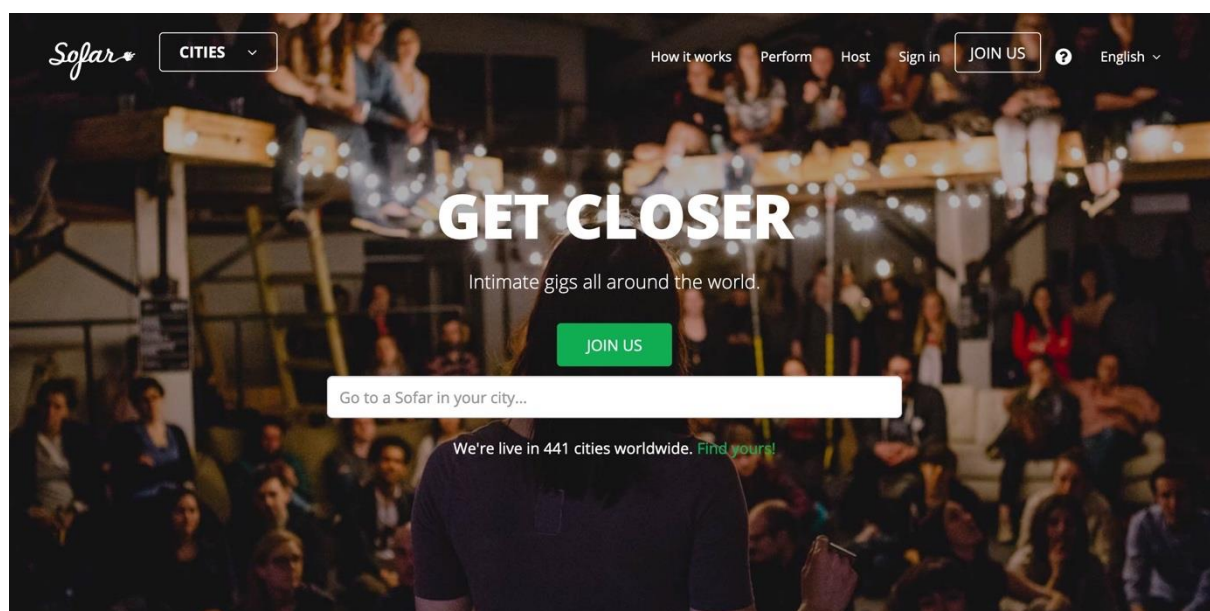 Sofar
CITIES
How it works
Perform
Host
Sign in
JOIN US
?
English
GET CLOSER
Intimate gigs all around the world.
JOIN US
Go to a Sofar in your city...
We're live in 441 cities worldwide. Find yours!